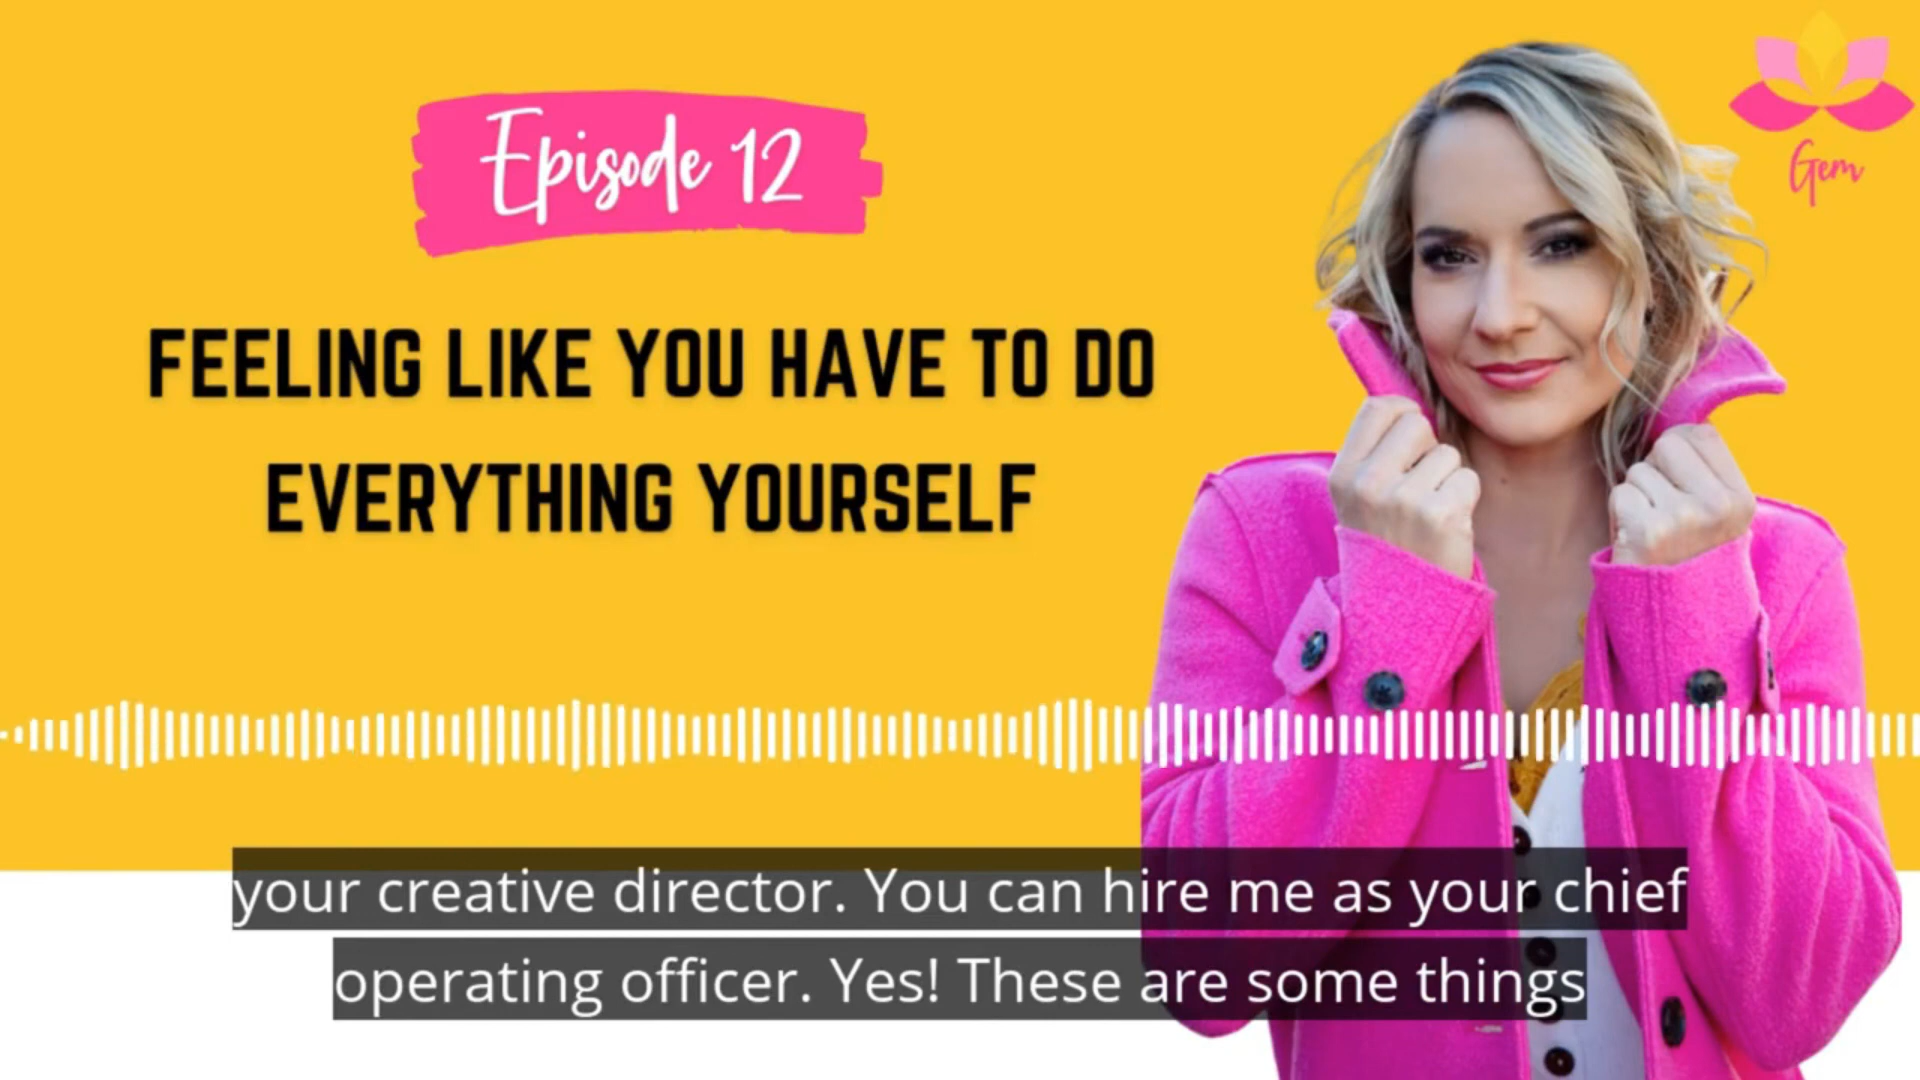 Episode 12
Gem
FEELING LIKE YOU HAVE TO DO
EVERYTHING YOURSELF
your creative director. You can hire me as your chief
operating officer. Yes! These are some things